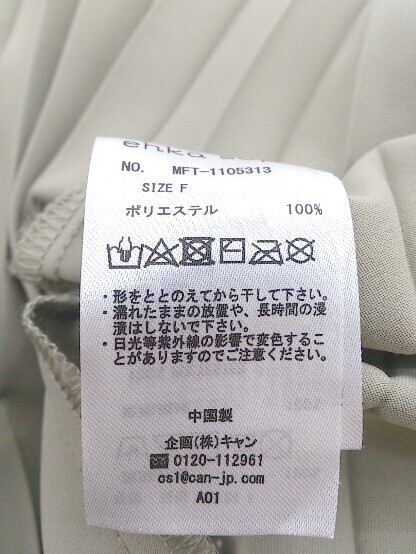 NO. MFT-1105313
SIZE F
ポリエステル 100%
・形をととのえてから干して下さい。
・濡れたままの放置や、長時間の浸
漬はしないで下さい。
・日光等紫外線の影響で変色するこ
とがありますのでご注意ください。
中国製
企画(株)キャン
☎0120-112961
cs1@can-jp.com
A01